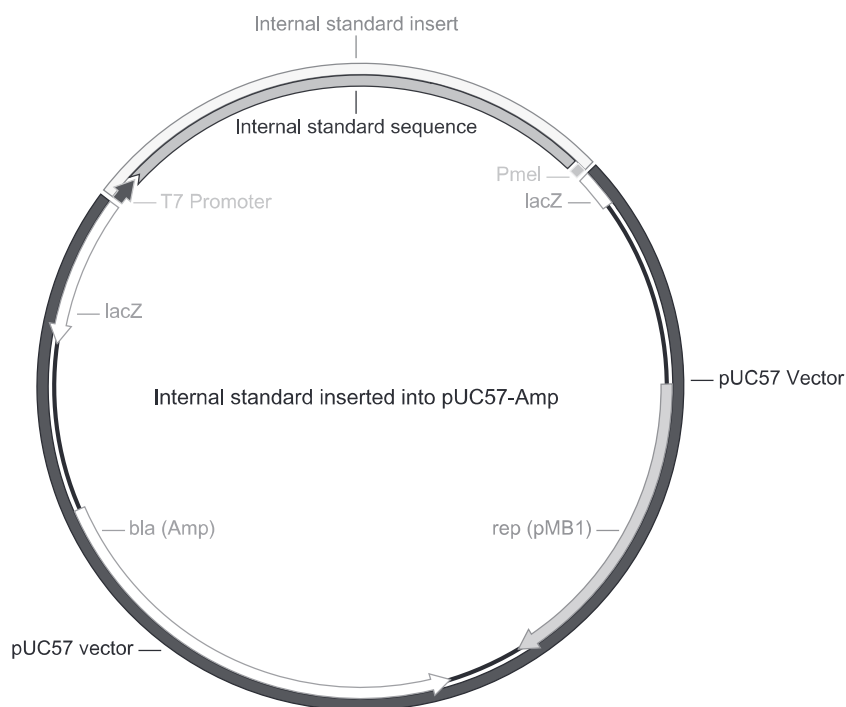 Internal standard insert
Internal standard sequence
PmeI
T7 Promoter
lacZ
lacZ
pUC57 Vector
Internal standard inserted into pUC57-Amp
bla (Amp)
rep (pMB1)
pUC57 vector